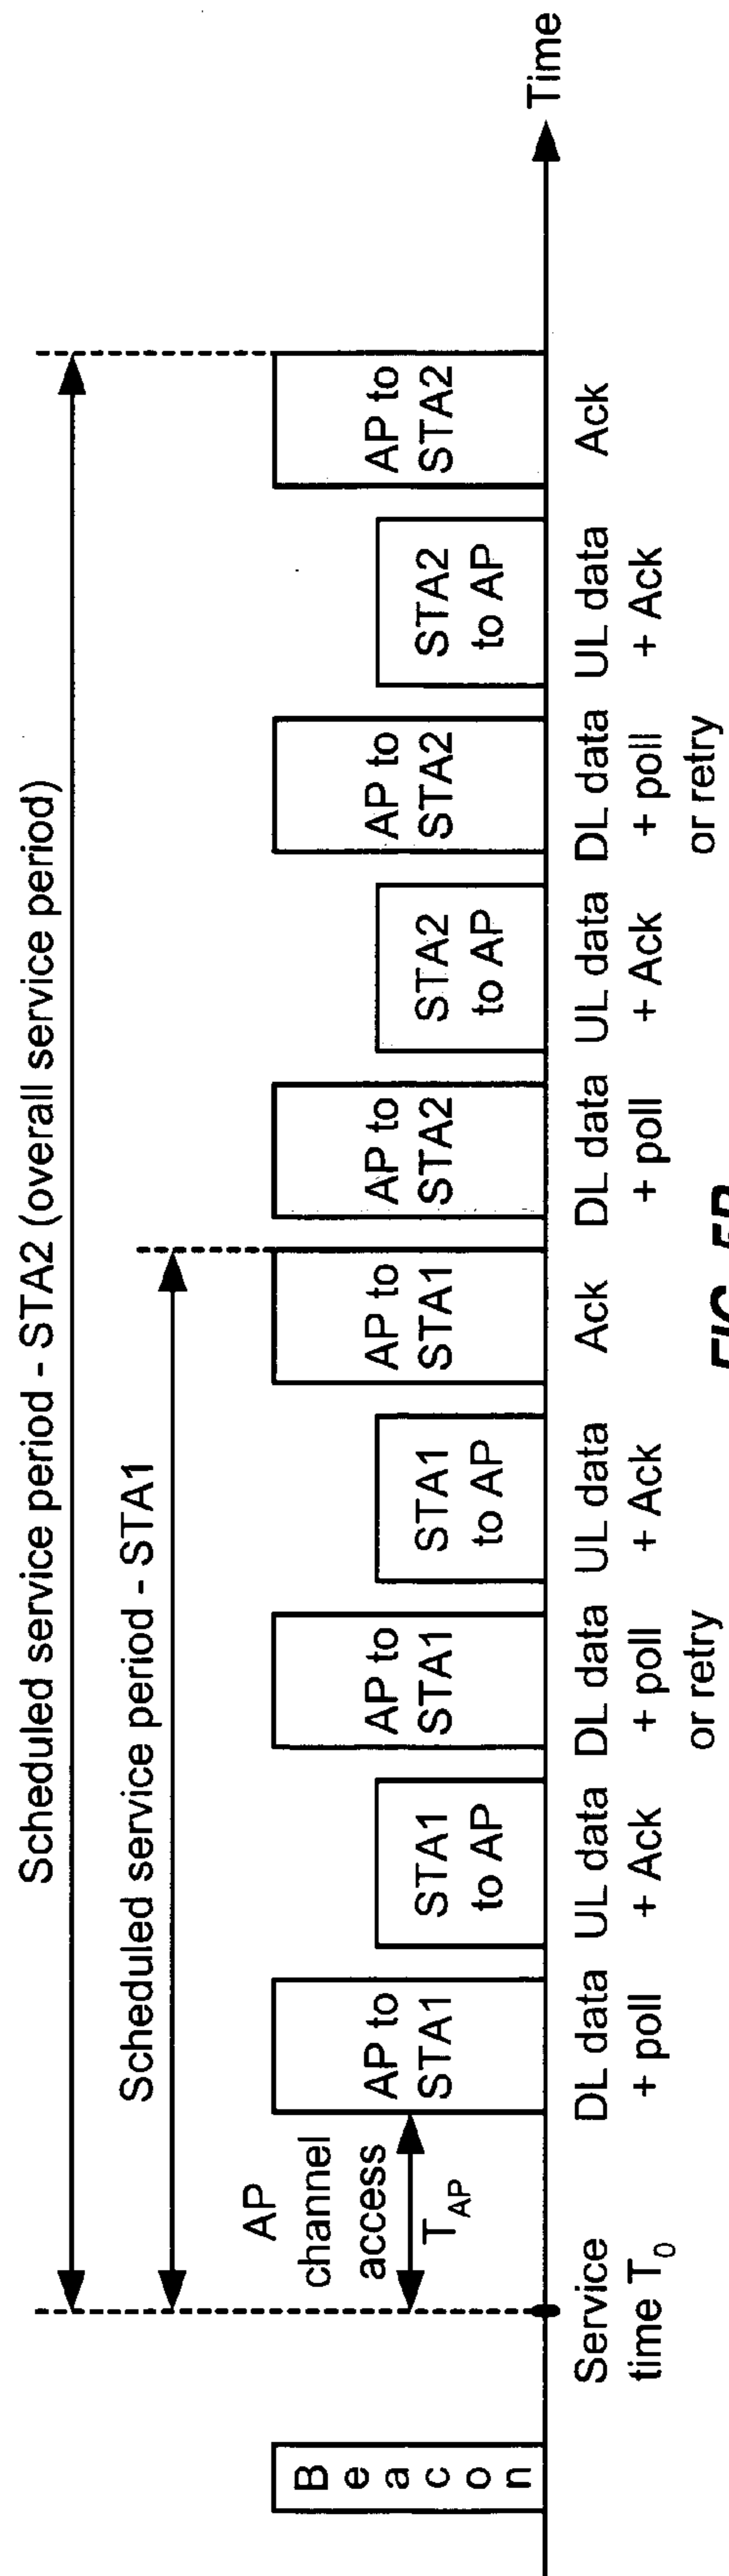 Scheduled service period - STA2 (overall service period)
Scheduled service period - STA1
AP
channel
access
T_AP
Beacon
AP to
STA1
STA1
to AP
AP to
STA1
STA1
to AP
AP to
STA1
AP to
STA2
STA2
to AP
AP to
STA2
STA2
to AP
AP to
STA2
Time
Service
time T_0
DL data
+ poll
UL data
+ Ack
DL data
+ poll
or retry
UL data
+ Ack
Ack
DL data
+ poll
UL data
+ Ack
DL data
+ poll
or retry
UL data
+ Ack
Ack